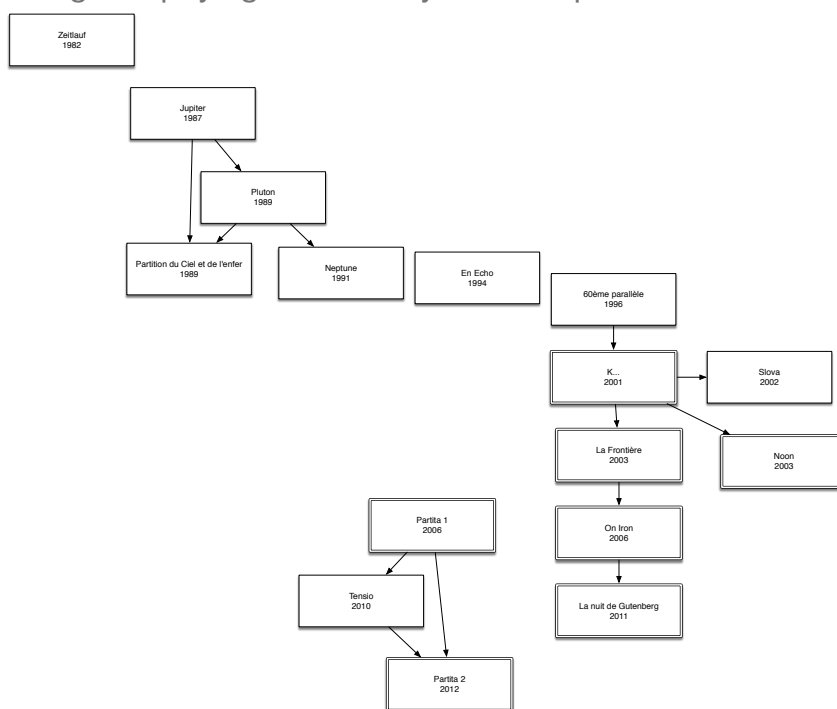 Zeitlauf
1982
Jupiter
1987
Pluton
1989
Partition du Ciel et de l'enfer
1989
Neptune
1991
En Echo
1994
60ème parallèle
1996
K...
2001
Slova
2002
La Frontière
2003
Noon
2003
Partita 1
2006
On Iron
2006
Tensio
2010
La nuit de Gutenberg
2011
Partita 2
2012